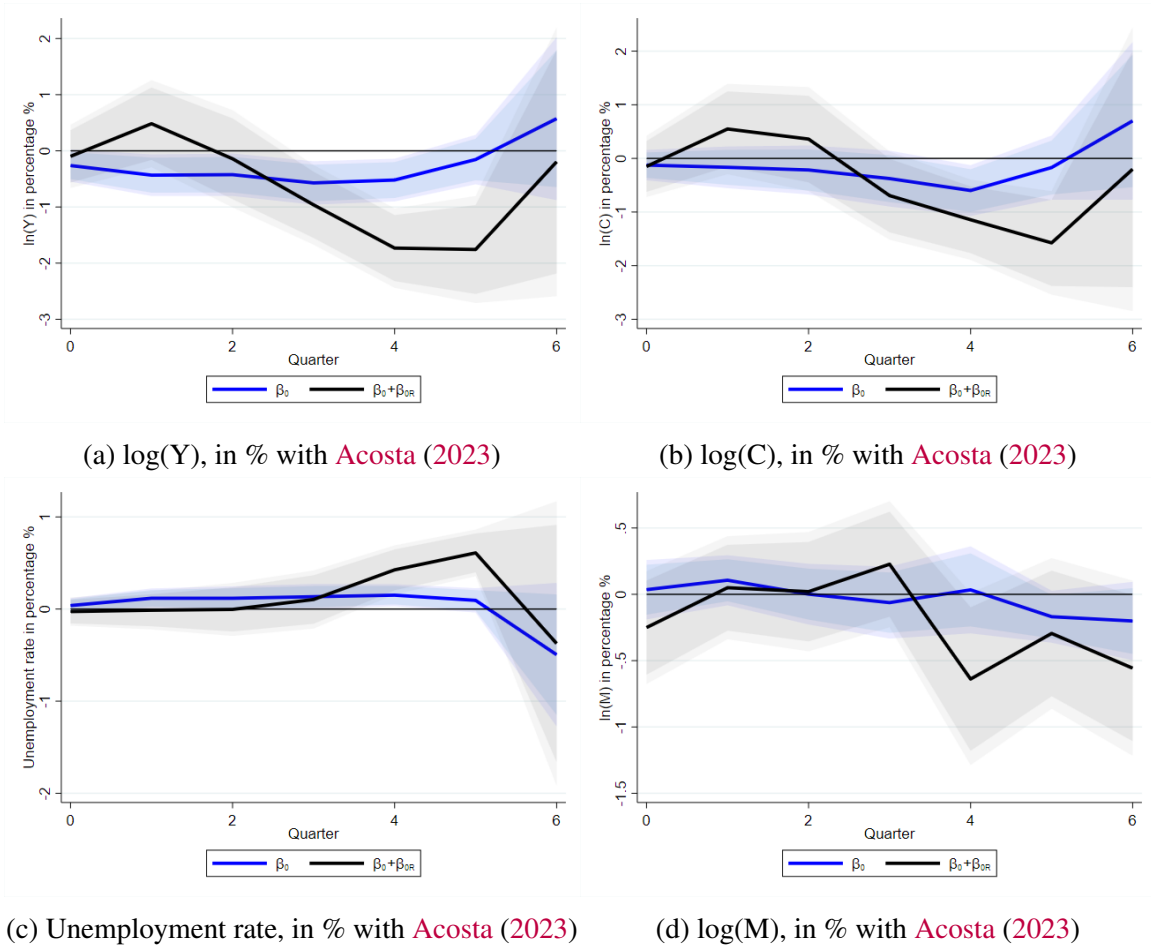 2
1
0
-1
-2
-3
ln(Y) in percentage %
0
2
4
6
Quarter
β₀
β₀+β₀ᵣ
2
1
0
-1
-2
-3
ln(C) in percentage %
0
2
4
6
Quarter
β₀
β₀+β₀ᵣ
(a) log(Y), in % with Acosta (2023)
(b) log(C), in % with Acosta (2023)
1
0
-1
-2
Unemployment rate in percentage %
0
2
4
6
Quarter
β₀
β₀+β₀ᵣ
.5
0
-.5
-1
-1.5
ln(M) in percentage %
0
2
4
6
Quarter
β₀
β₀+β₀ᵣ
(c) Unemployment rate, in % with Acosta (2023)
(d) log(M), in % with Acosta (2023)